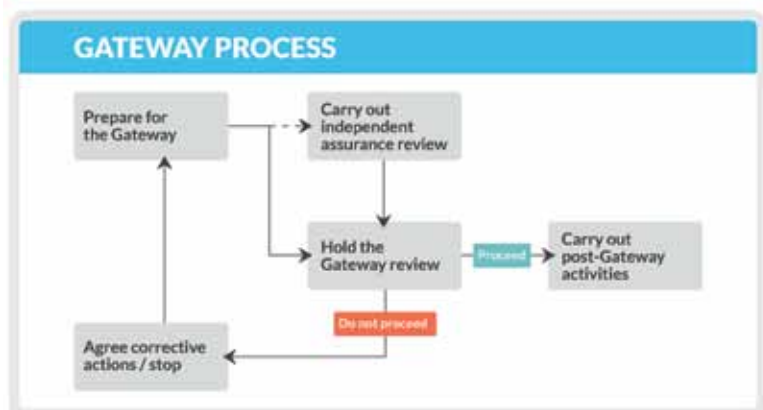 GATEWAY PROCESS
Prepare for
the Gateway
Carry out
independent
assurance review
Hold the
Gateway review
Proceed
Carry out
post-Gateway
activities
Do not proceed
Agree corrective
actions / stop